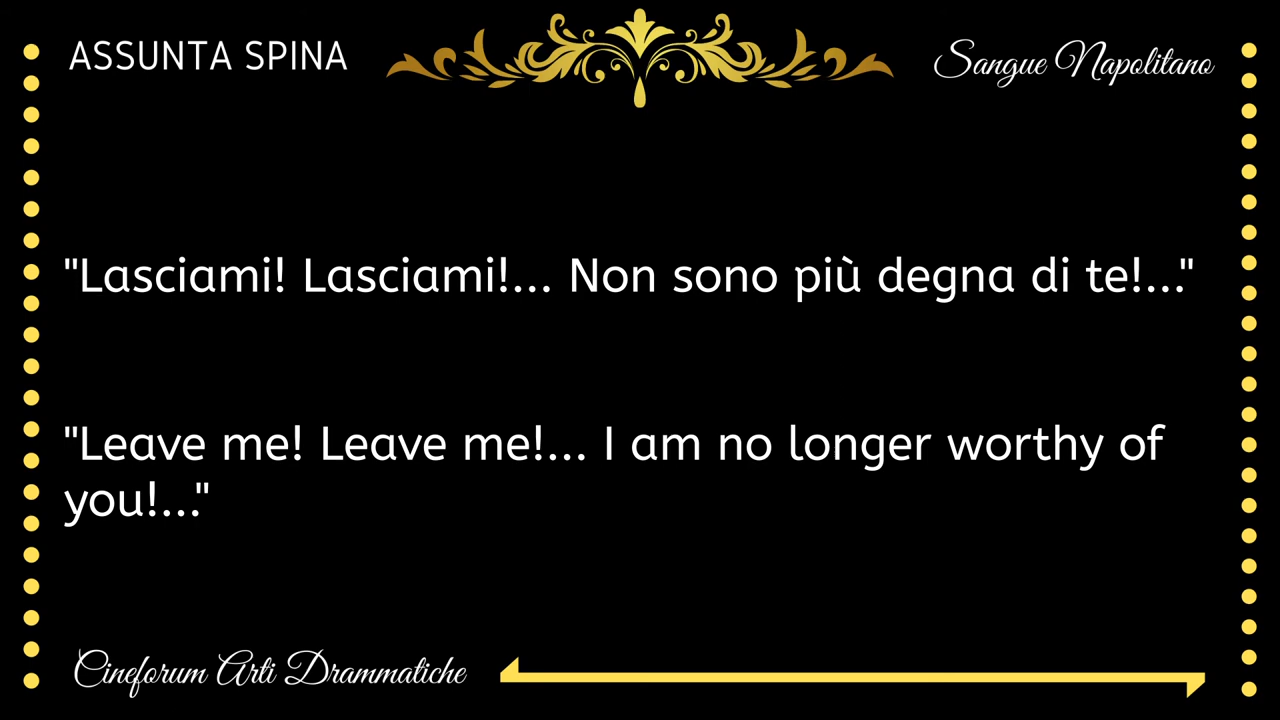 ASSUNTA SPINA
Sangue Napolitano
"Lasciami! Lasciami!... Non sono più degna di te!..."
"Leave me! Leave me!... I am no longer worthy of
you!..."
Cineforum Arti Drammatiche